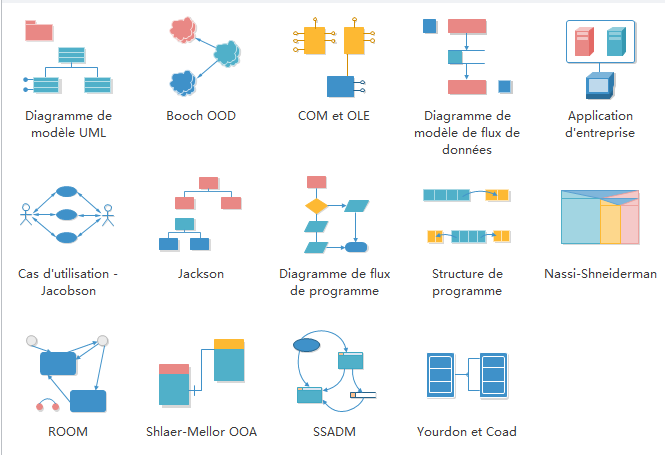 Diagramme de
modèle UML
Booch OOD
COM et OLE
Diagramme de
modèle de flux de
données
Application
d'entreprise
Cas d'utilisation -
Jacobson
Jackson
Diagramme de flux
de programme
Structure de
programme
Nassi-Shneiderman
ROOM
Shlaer-Mellor OOA
SSADM
Yourdon et Coad